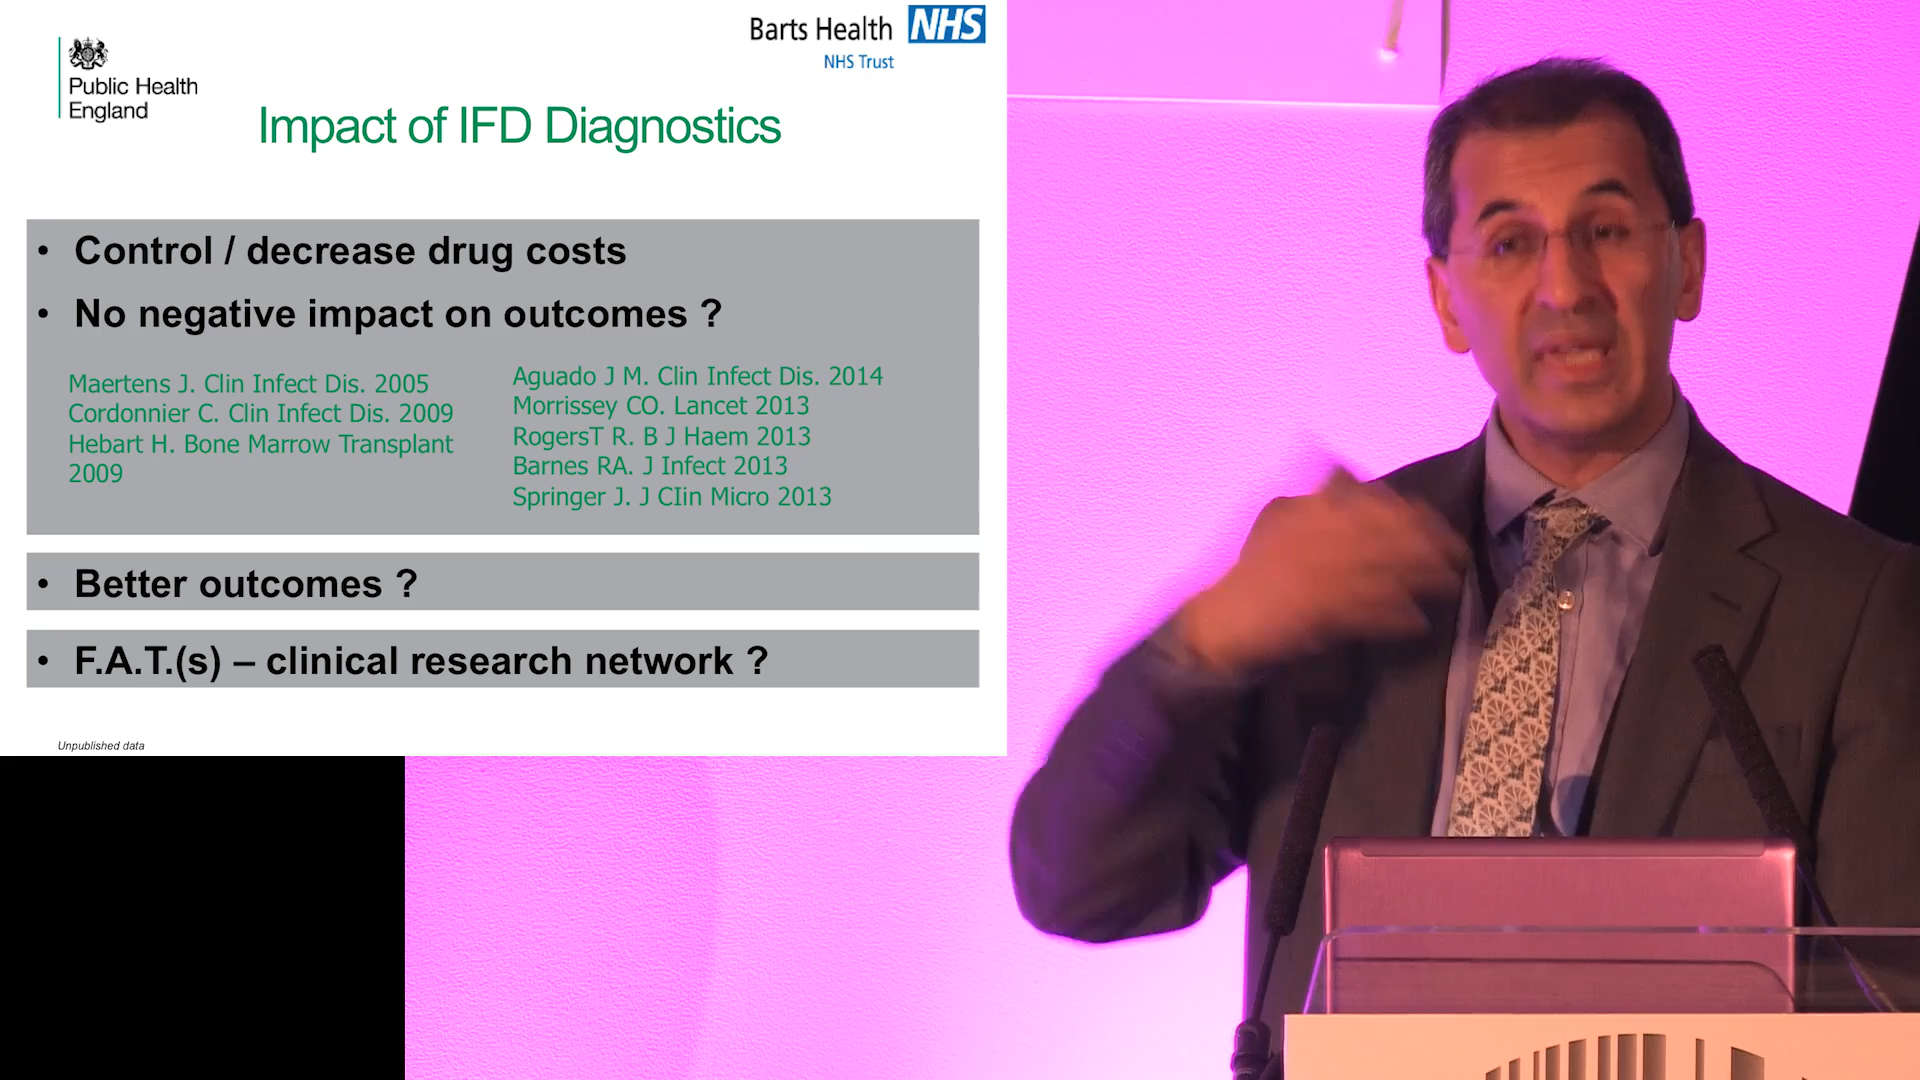 Barts Health NHS
NHS Trust
Public Health
England
Impact of IFD Diagnostics
• Control / decrease drug costs
• No negative impact on outcomes ?
Maertens J. Clin Infect Dis. 2005
Cordonnier C. Clin Infect Dis. 2009
Hebart H. Bone Marrow Transplant
2009
Aguado J M. Clin Infect Dis. 2014
Morrissey CO. Lancet 2013
RogersT R. B J Haem 2013
Barnes RA. J Infect 2013
Springer J. J CIin Micro 2013
• Better outcomes ?
• F.A.T.(s) – clinical research network ?
Unpublished data